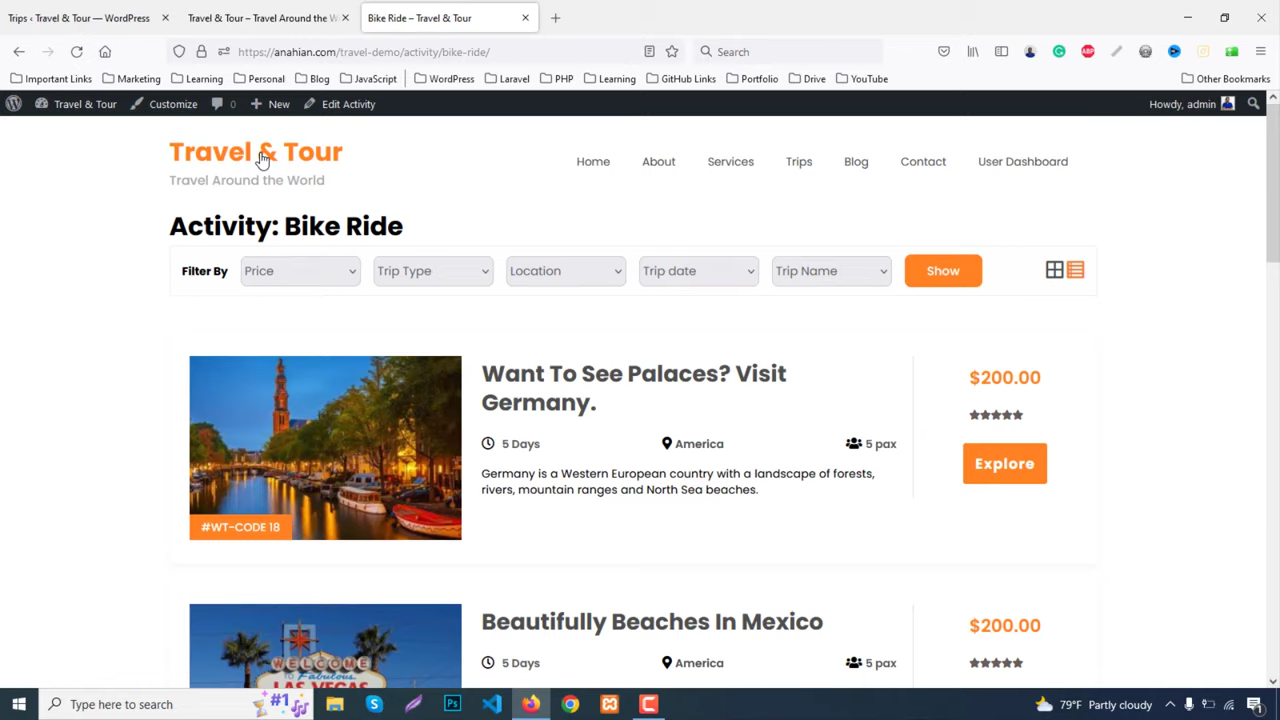 Trips ‹ Travel & Tour — WordPress
Travel & Tour – Travel Around the W
Bike Ride – Travel & Tour
https://anahian.com/travel-demo/activity/bike-ride/
Search
Important Links
Marketing
Learning
Personal
Blog
JavaScript
WordPress
Laravel
PHP
Learning
GitHub Links
Portfolio
Drive
YouTube
Other Bookmarks
Travel & Tour
Customize
0
New
Edit Activity
Howdy, admin
Travel & Tour
Travel Around the World
Home
About
Services
Trips
Blog
Contact
User Dashboard
Activity: Bike Ride
Filter By
Price
Trip Type
Location
Trip date
Trip Name
Show
Want To See Palaces? Visit
Germany.
$200.00
5 Days
America
5 pax
Explore
Germany is a Western European country with a landscape of forests,
rivers, mountain ranges and North Sea beaches.
#WT-CODE 18
Beautifully Beaches In Mexico
$200.00
5 Days
America
5 pax
WELCOME
TO Fabulous
LAS VEGAS
Type here to search
#1
79°F Partly cloudy